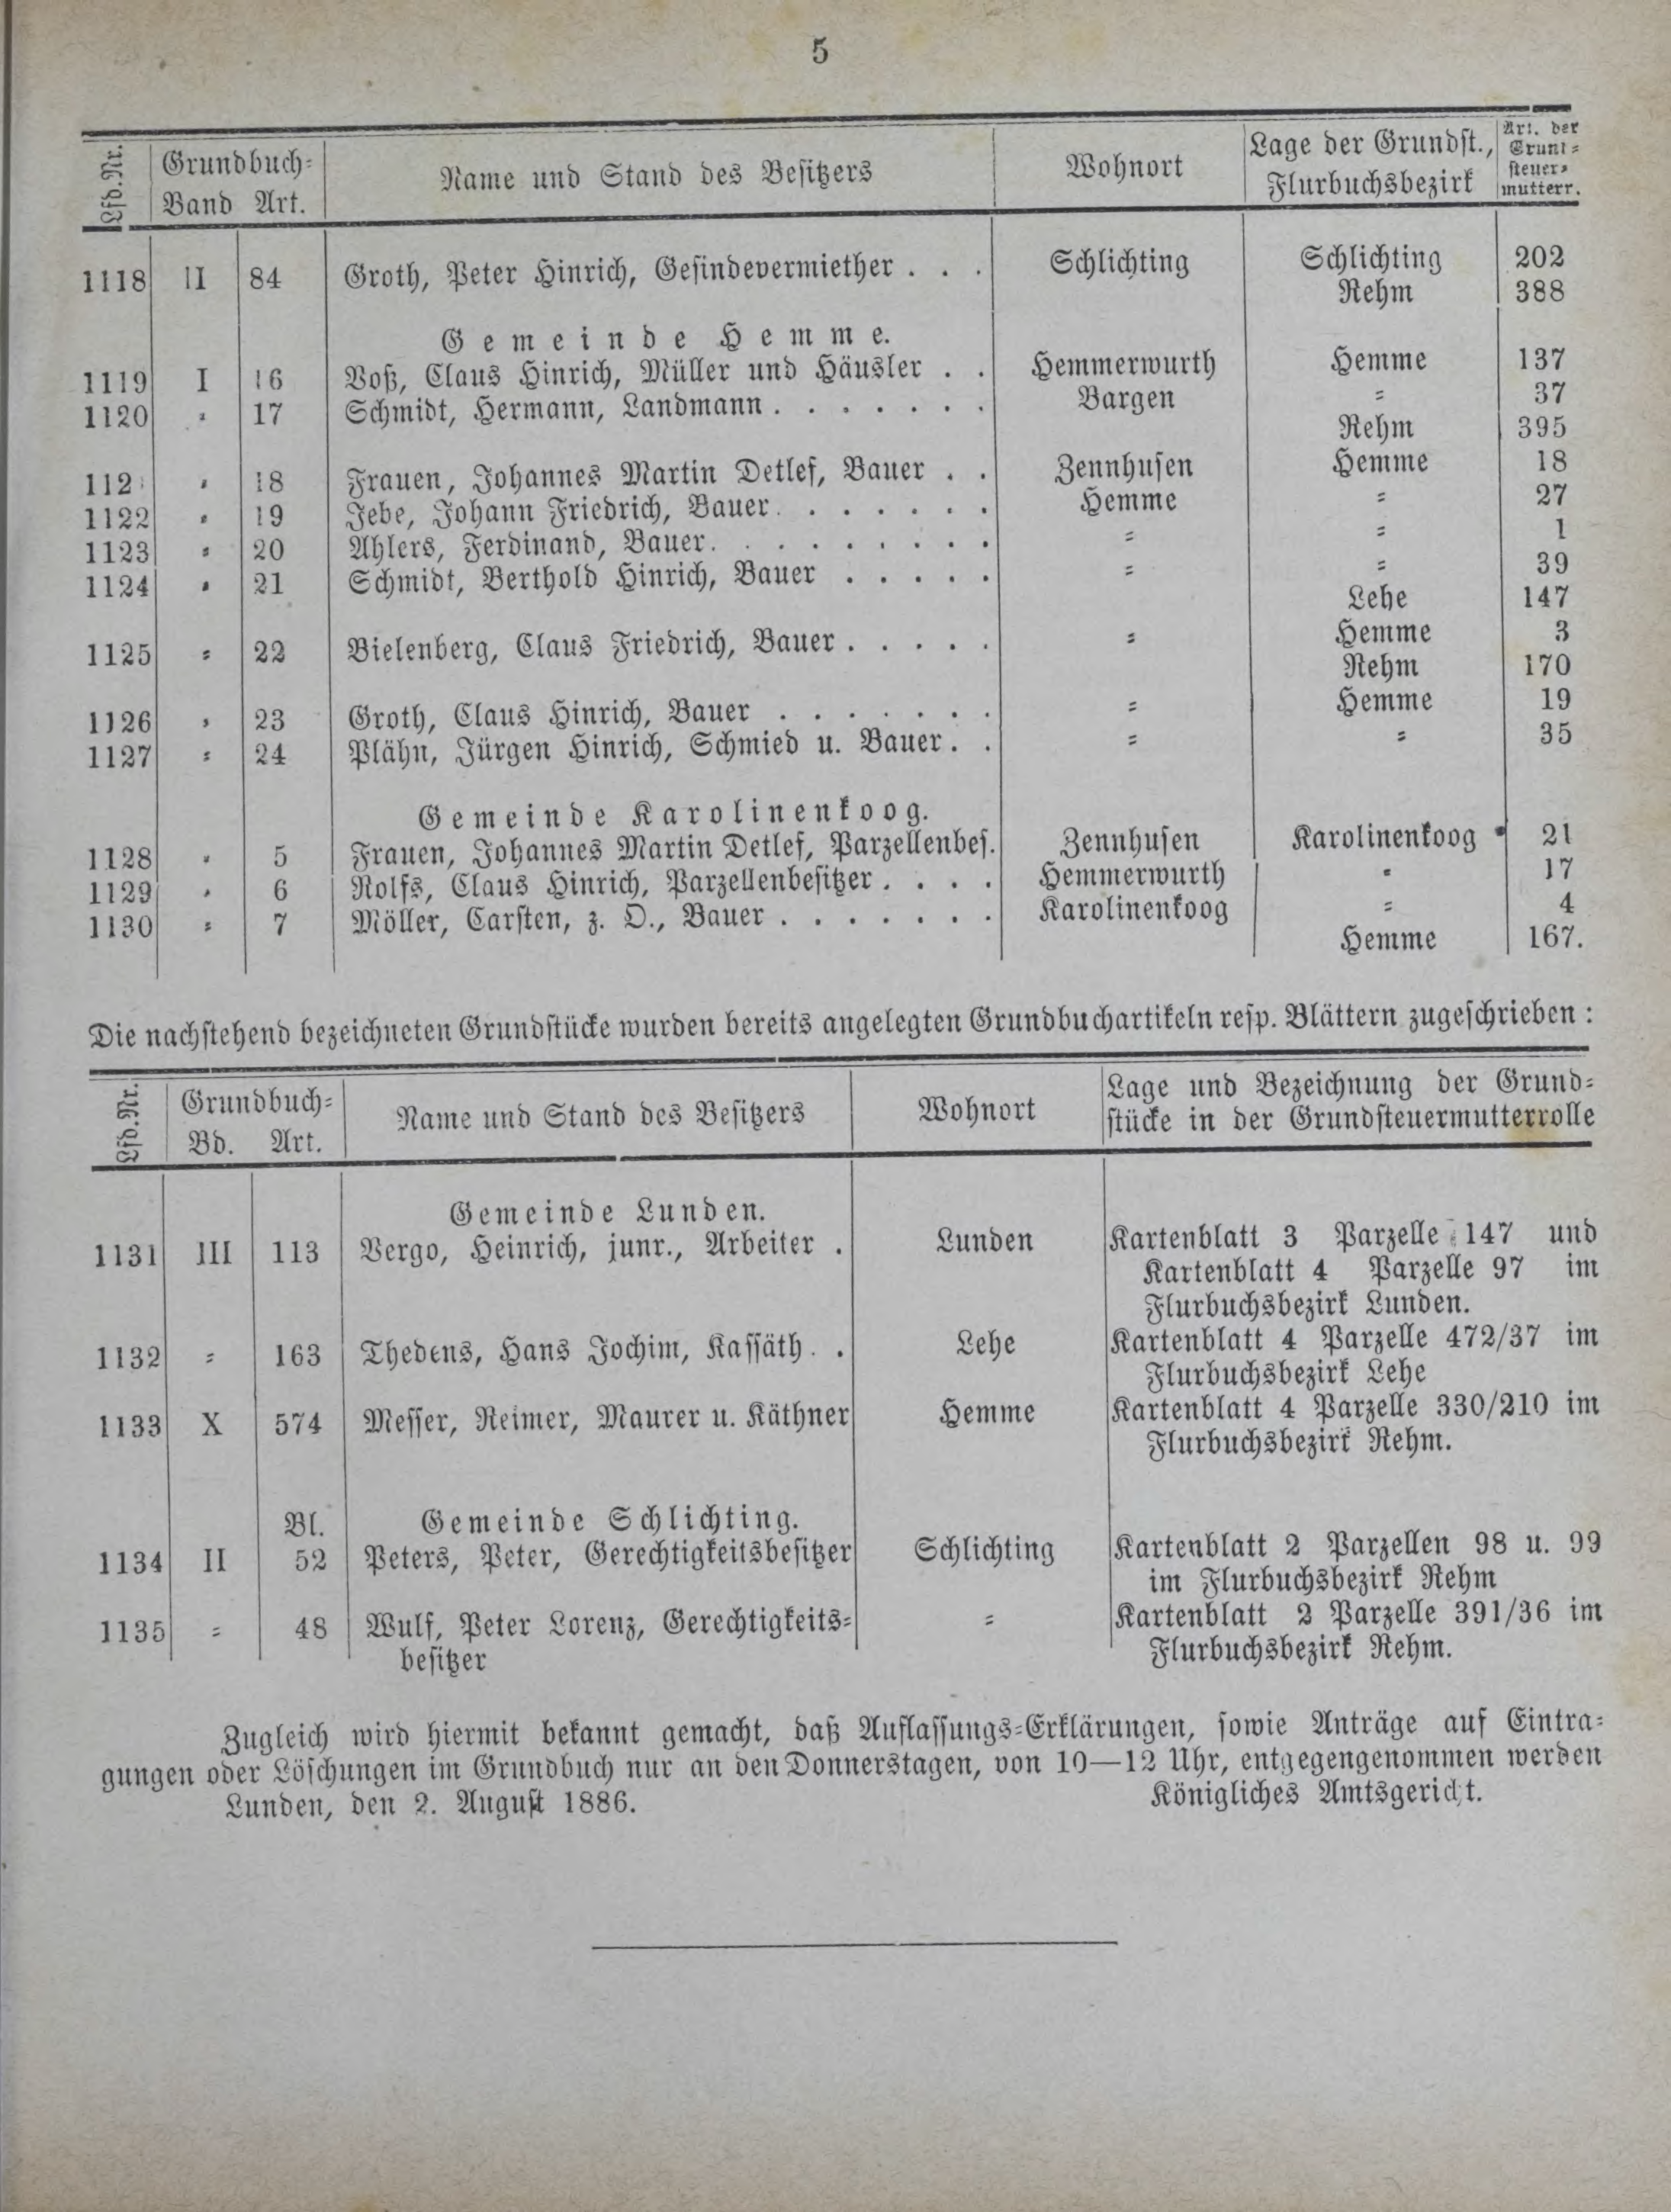 5
Lfd. Nr. Grundbuch= Name und Stand des Besitzers Wohnort Lage der Grundst., Art. der Grund=
Band Art. Flurbuchsbezirk steuer=mutterr.
1118 II 84 Groth, Peter Hinrich, Gesindevermiether . . . Schlichting Schlichting 202
Rehm 388
Gemeinde Hemme.
1119 I 16 Voß, Claus Hinrich, Müller und Häusler . . Hemmerwurth Hemme 137
1120 = 17 Schmidt, Hermann, Landmann . . . . . . . Bargen = 37
Rehm 395
112 = 18 Frauen, Johannes Martin Detlef, Bauer . . Zennhusen Hemme 18
1122 = 19 Jebe, Johann Friedrich, Bauer . . . . . . . Hemme = 27
1123 = 20 Ahlers, Ferdinand, Bauer . . . . . . . . . = = 1
1124 = 21 Schmidt, Berthold Hinrich, Bauer . . . . . = = 39
Lehe 147
1125 = 22 Bielenberg, Claus Friedrich, Bauer . . . . . = Hemme 3
Rehm 170
1126 = 23 Groth, Claus Hinrich, Bauer . . . . . . . = Hemme 19
1127 = 24 Plähn, Jürgen Hinrich, Schmied u. Bauer . . = = 35
Gemeinde Karolinenkoog.
1128 = 5 Frauen, Johannes Martin Detlef, Parzellenbes. Zennhusen Karolinenkoog 21
1129 = 6 Rolfs, Claus Hinrich, Parzellenbesitzer . . . . Hemmerwurth = 17
1130 = 7 Möller, Carsten, z. O., Bauer . . . . . . . Karolinenkoog = 4
Hemme 167.
Die nachstehend bezeichneten Grundstücke wurden bereits angelegten Grundbuchartikeln resp. Blättern zugeschrieben :
Lfd. Nr. Grundbuch= Name und Stand des Besitzers Wohnort Lage und Bezeichnung der Grund=
Bd. Art. stücke in der Grundsteuermutterrolle
Gemeinde Lunden.
1131 III 113 Vergo, Heinrich, junr., Arbeiter . Lunden Kartenblatt 3 Parzelle 147 und
Kartenblatt 4 Parzelle 97 im
Flurbuchsbezirk Lunden.
1132 = 163 Thedens, Hans Jochim, Kassäth . . Lehe Kartenblatt 4 Parzelle 472/37 im
Flurbuchsbezirk Lehe
1133 X 574 Messer, Reimer, Maurer u. Käthner Hemme Kartenblatt 4 Parzelle 330/210 im
Flurbuchsbezirk Rehm.
Bl. Gemeinde Schlichting.
1134 II 52 Peters, Peter, Gerechtigkeitsbesitzer Schlichting Kartenblatt 2 Parzellen 98 u. 99
im Flurbuchsbezirk Rehm
1135 = 48 Wulf, Peter Lorenz, Gerechtigkeits= = Kartenblatt 2 Parzelle 391/36 im
besitzer Flurbuchsbezirk Rehm.
Zugleich wird hiermit bekannt gemacht, daß Auflassungs=Erklärungen, sowie Anträge auf Eintra=
gungen oder Löschungen im Grundbuch nur an den Donnerstagen, von 10—12 Uhr, entgegengenommen werden
Lunden, den 2. August 1886. Königliches Amtsgericht.